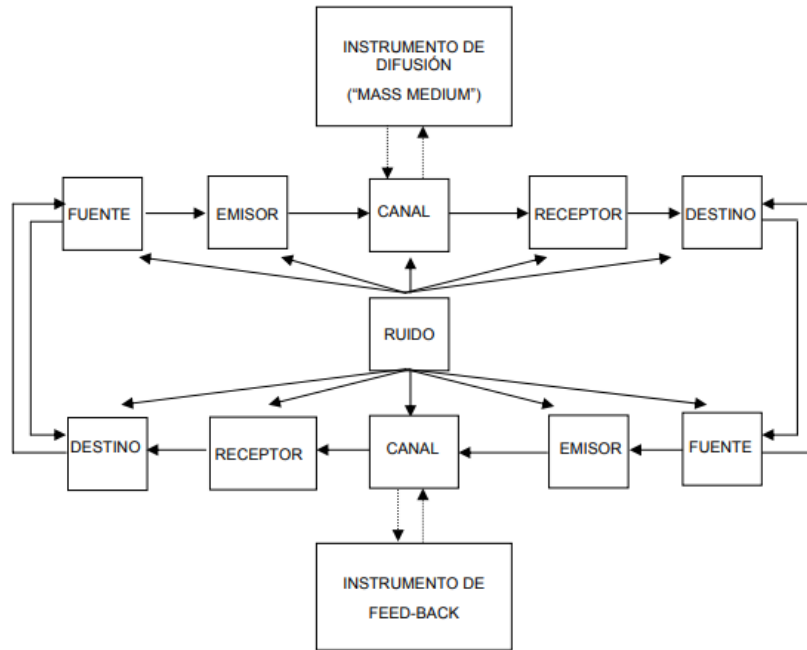 INSTRUMENTO DE
DIFUSIÓN
(“MASS MEDIUM”)
FUENTE
EMISOR
CANAL
RECEPTOR
DESTINO
RUIDO
DESTINO
RECEPTOR
CANAL
EMISOR
FUENTE
INSTRUMENTO DE
FEED-BACK